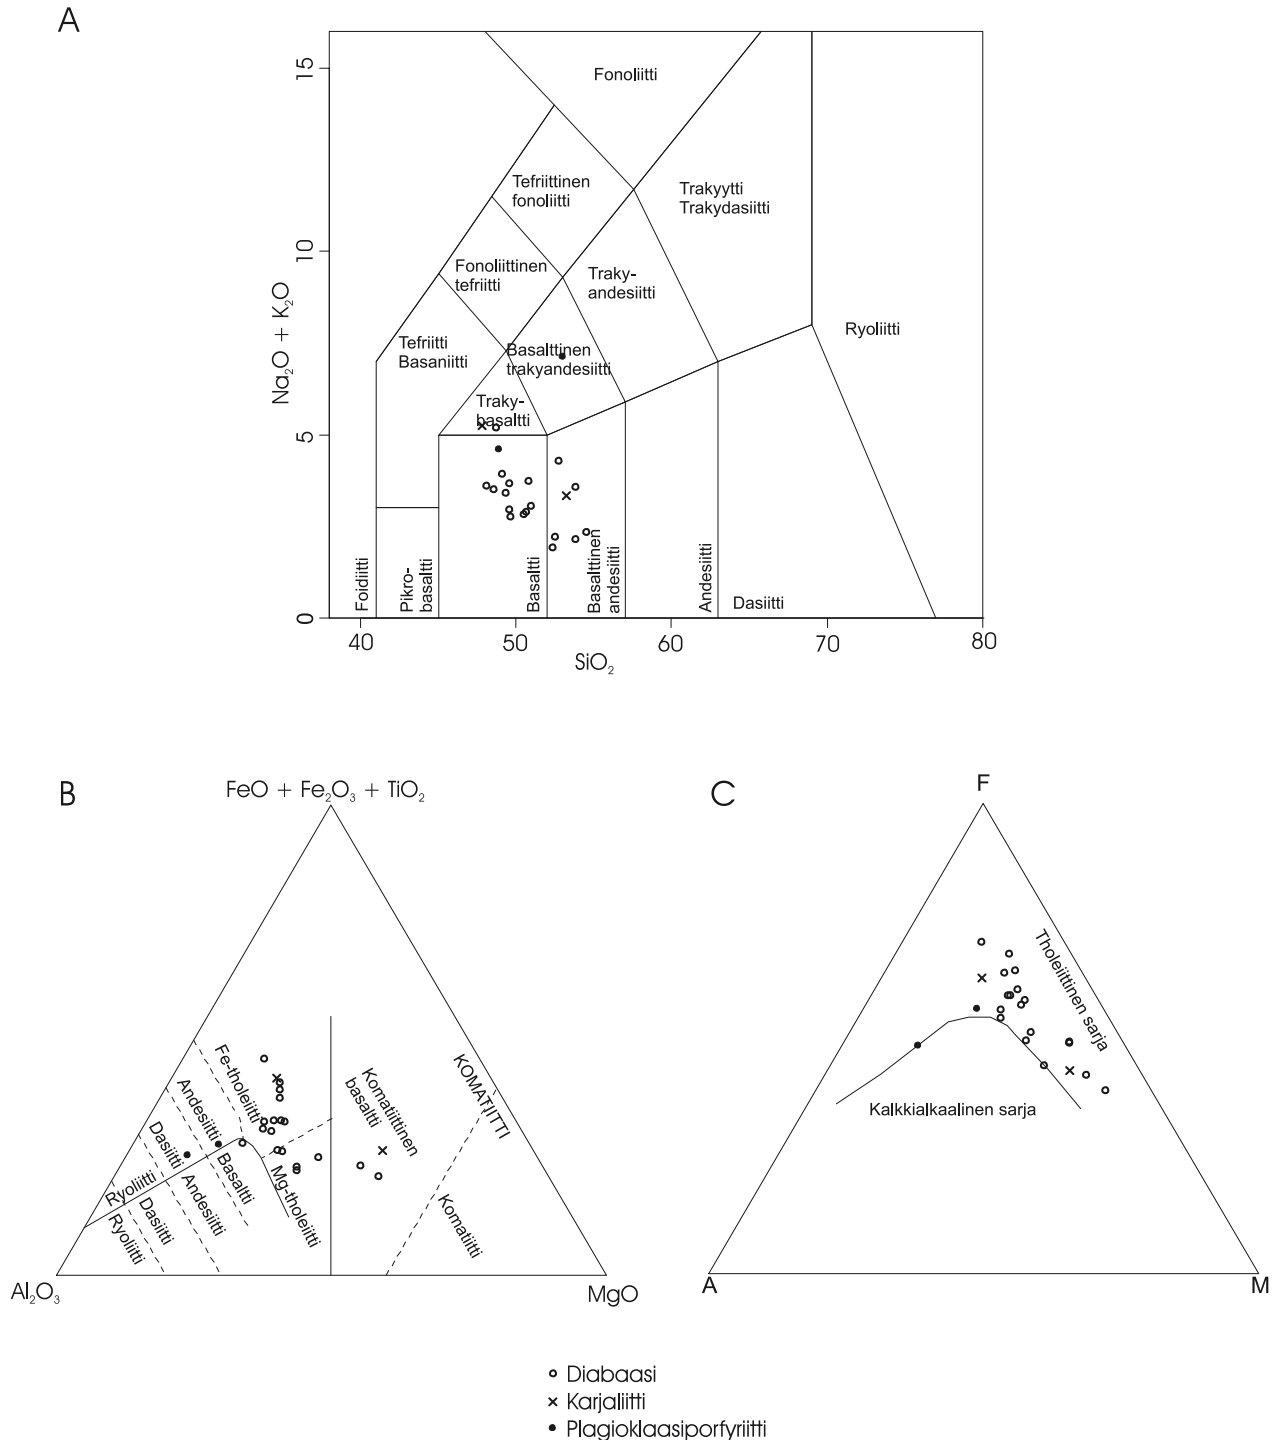 A
Na₂O + K₂O
15
10
5
0
Fonoliitti
Tefriittinen
fonoliitti
Trakyytti
Trakydasiitti
Fonoliittinen
tefriitti
Traky-
andesiitti
Ryoliitti
Tefriitti
Basaniitti
Basalttinen
trakyandesiitti
Traky-
basaltti
Foidiitti
Pikro-
basaltti
Basaltti
Basalttinen
andesiitti
Andesiitti
Dasiitti
40
50
60
70
80
SiO₂
B
FeO + Fe₂O₃ + TiO₂
Fe-tholeiitti
Andesiitti
Dasiitti
Ryoliitti
Basaltti
Andesiitti
Dasiitti
Ryoliitti
Mg-tholeiitti
Komatiittinen
basaltti
KOMATIITTI
Komatiitti
Al₂O₃
MgO
C
F
Tholeiittinen sarja
Kalkkialkaalinen sarja
A
M
Diabaasi
Karjaliitti
Plagioklaasiporfyriitti